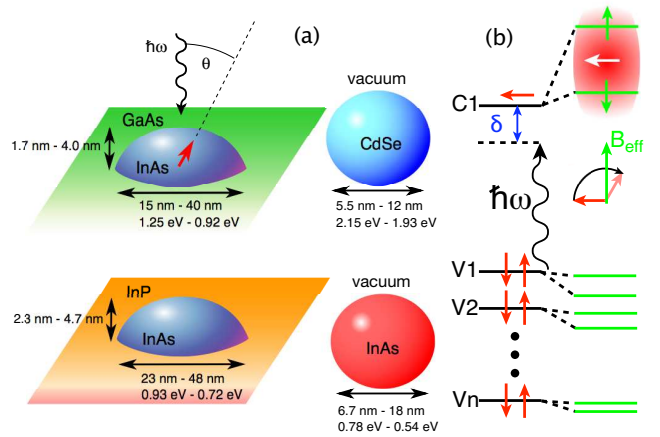 (a)
ħω
θ
GaAs
1.7 nm - 4.0 nm
InAs
15 nm - 40 nm
1.25 eV - 0.92 eV
vacuum
CdSe
5.5 nm - 12 nm
2.15 eV - 1.93 eV
InP
2.3 nm - 4.7 nm
InAs
23 nm - 48 nm
0.93 eV - 0.72 eV
vacuum
InAs
6.7 nm - 18 nm
0.78 eV - 0.54 eV
(b)
C1
δ
Beff
ħω
V1
V2
Vn